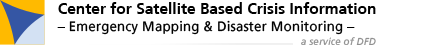 Center for Satellite Based Crisis Information
– Emergency Mapping & Disaster Monitoring –
a service of DFD